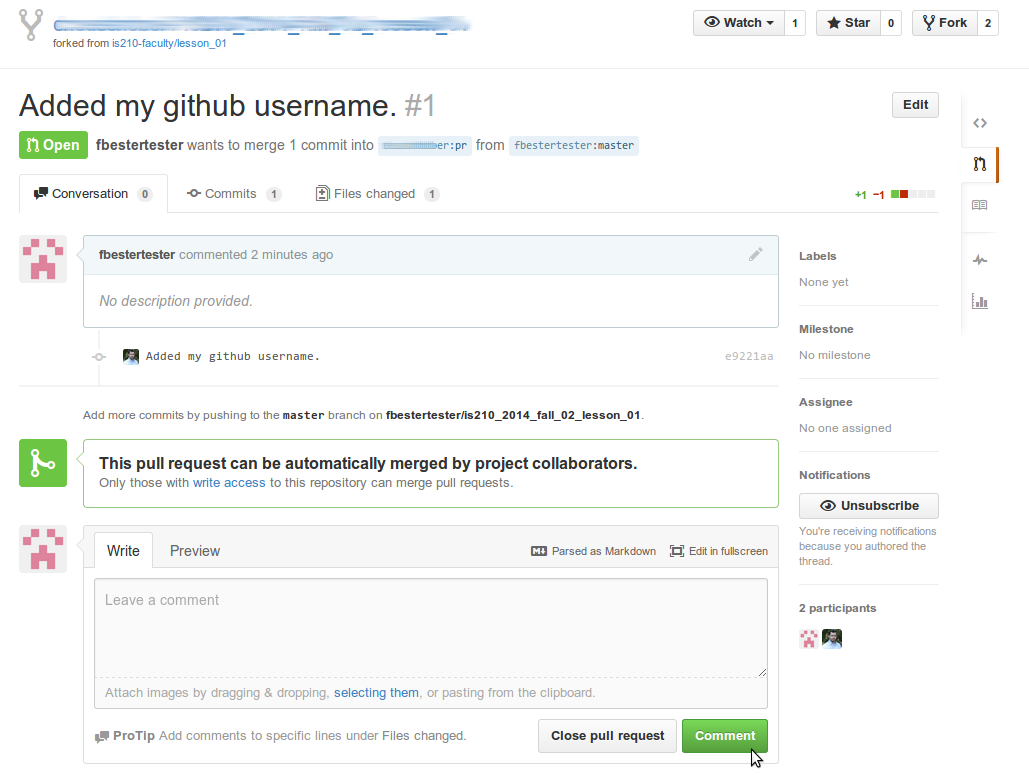 Watch 1 Star 0 Fork 2
forked from is210-faculty/lesson_01
Added my github username. #1
Edit
Open fbestertester wants to merge 1 commit into er:pr from fbestertester:master
Conversation 0 Commits 1 Files changed 1 +1 −1
fbestertester commented 2 minutes ago
No description provided.
Added my github username. e9221aa
Add more commits by pushing to the master branch on fbestertester/is210_2014_fall_02_lesson_01.
This pull request can be automatically merged by project collaborators.
Only those with write access to this repository can merge pull requests.
Write Preview Parsed as Markdown Edit in fullscreen
Leave a comment
Attach images by dragging & dropping, selecting them, or pasting from the clipboard.
ProTip Add comments to specific lines under Files changed.
Close pull request Comment
Labels
None yet
Milestone
No milestone
Assignee
No one assigned
Notifications
Unsubscribe
You're receiving notifications
because you authored the
thread.
2 participants